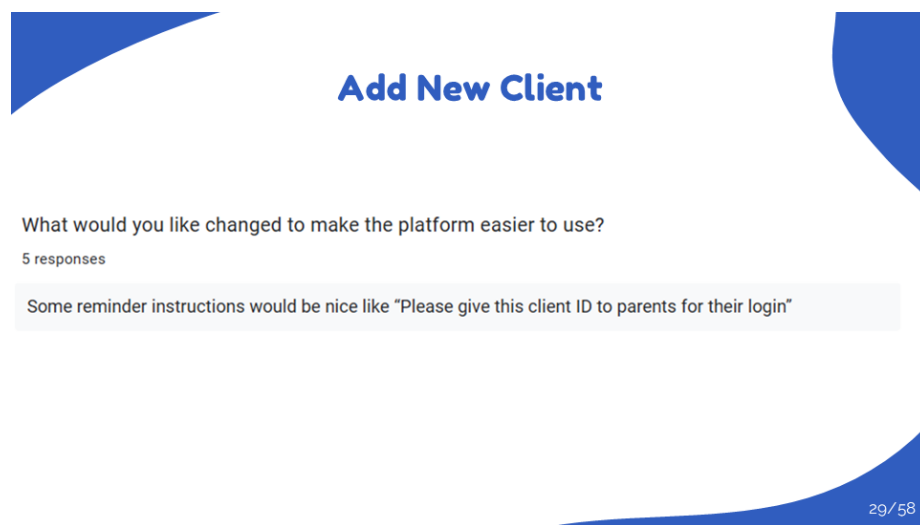 Add New Client
What would you like changed to make the platform easier to use?
5 responses
Some reminder instructions would be nice like “Please give this client ID to parents for their login”
29/58